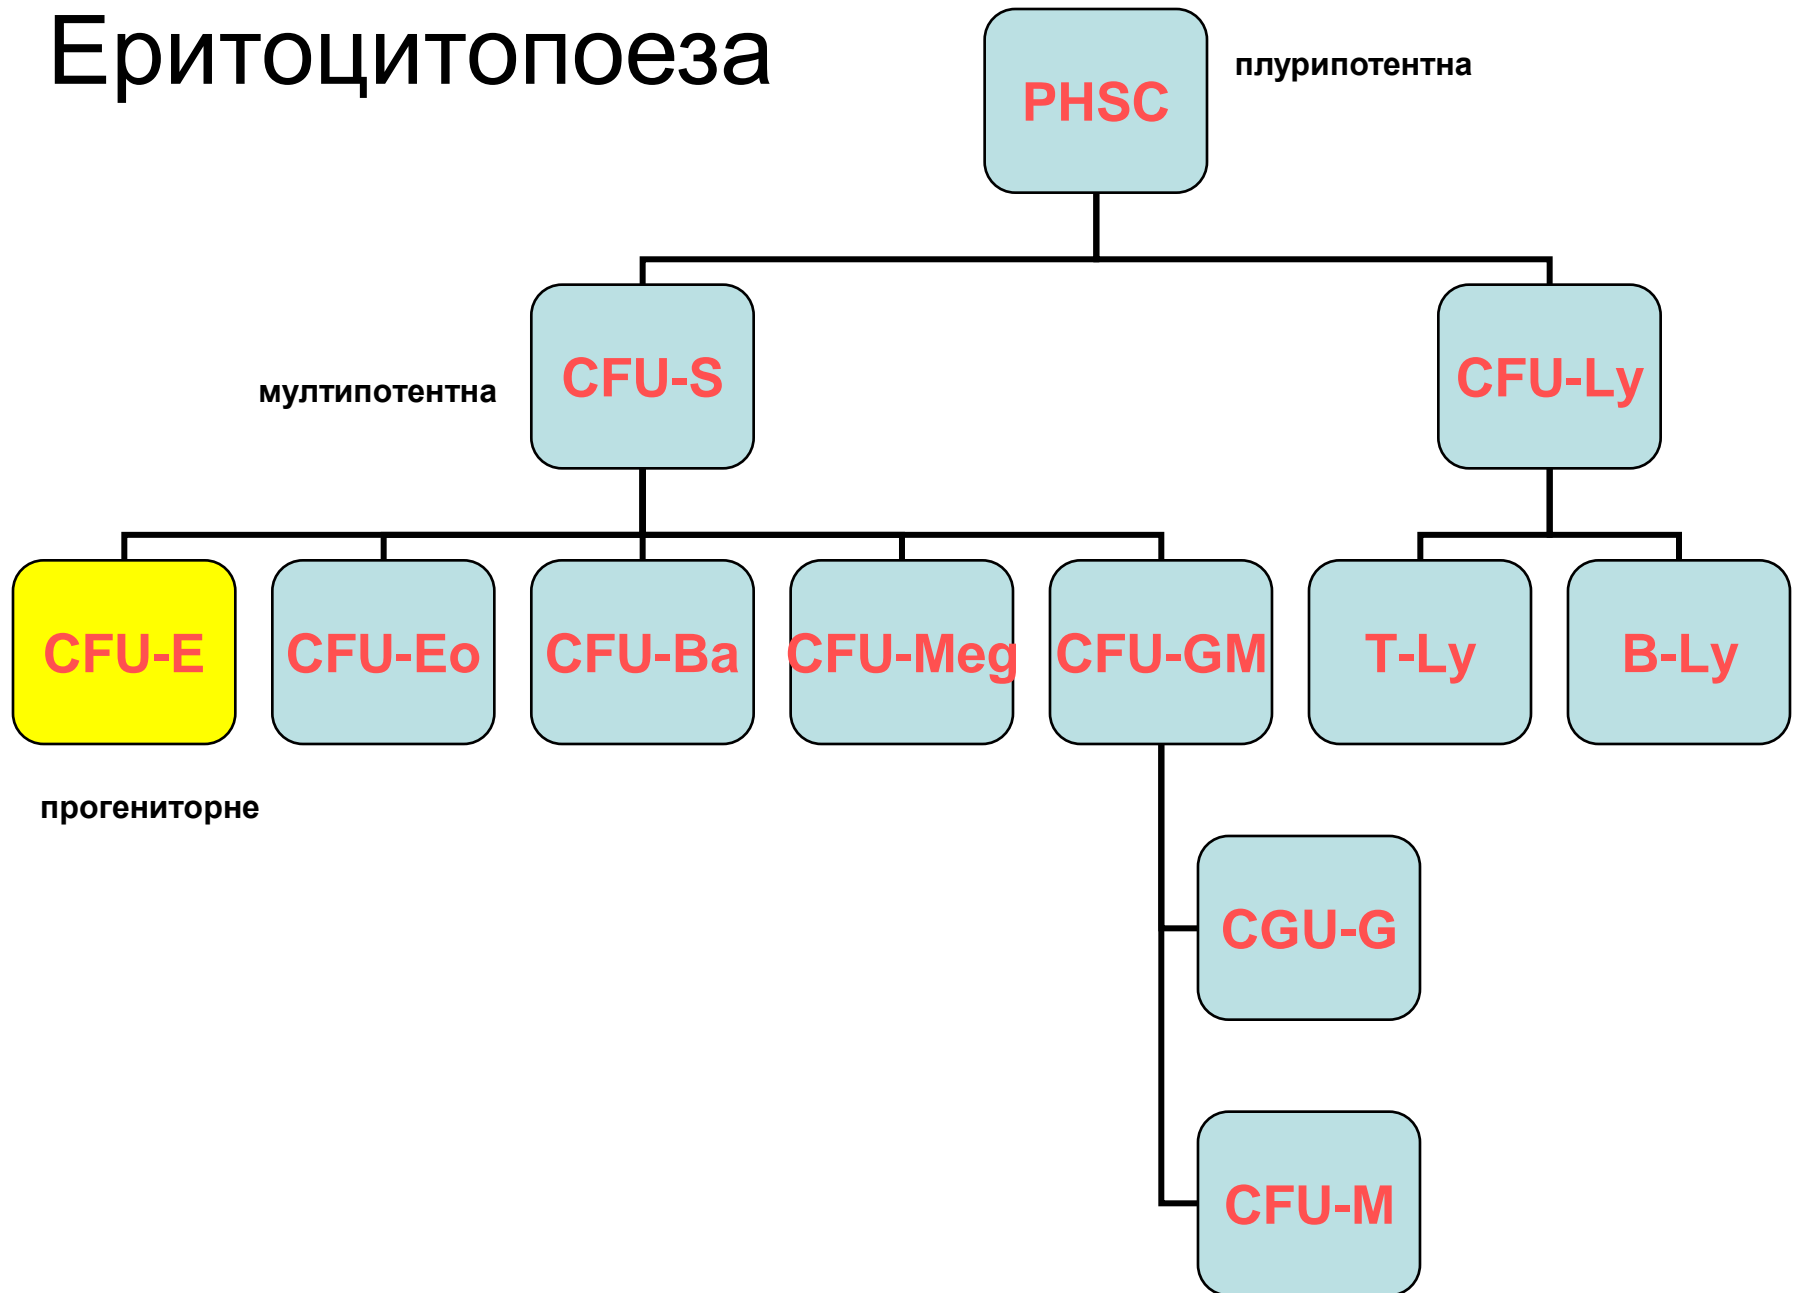 Еритоцитопоеза
PHSC
плурипотентна
CFU-S
CFU-Ly
мултипотентна
CFU-E
CFU-Eo
CFU-Ba
CFU-Meg
CFU-GM
T-Ly
B-Ly
прогениторне
CGU-G
CFU-M